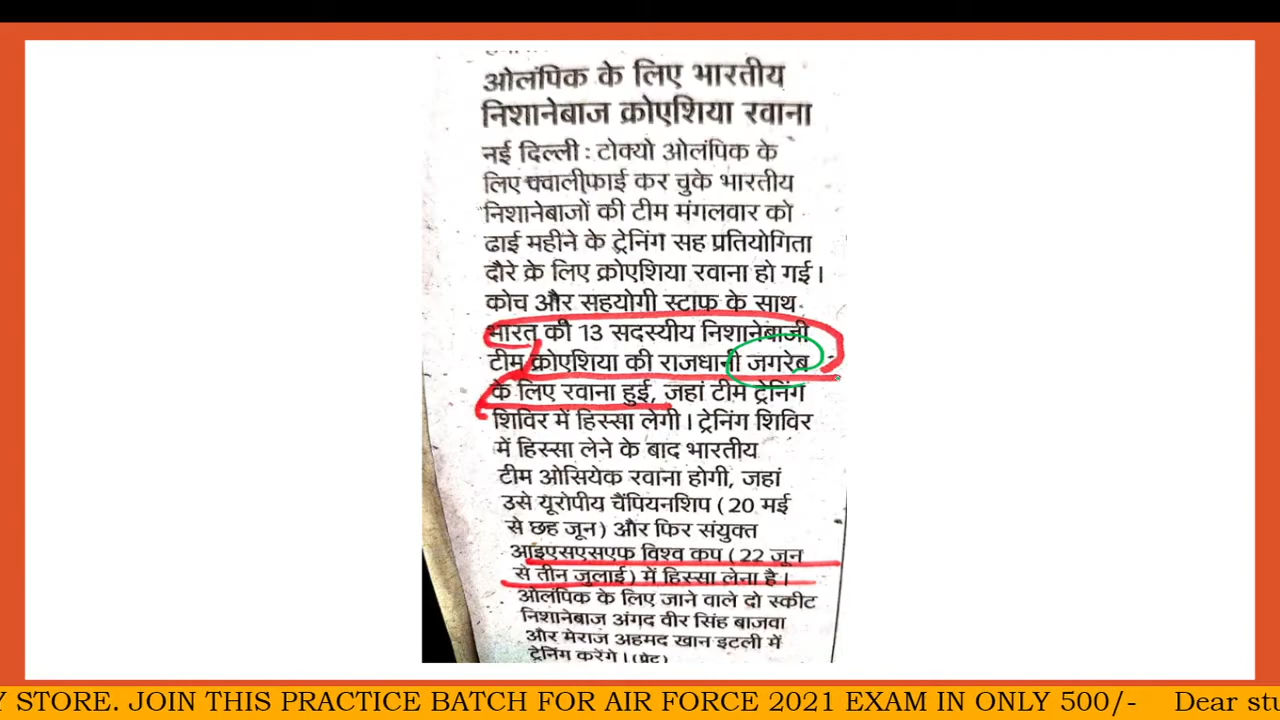 ओलंपिक के लिए भारतीय
निशानेबाज क्रोएशिया रवाना
नई दिल्ली : टोक्यो ओलंपिक के
लिए क्वालीफाई कर चुके भारतीय
निशानेबाजों की टीम मंगलवार को
ढाई महीने के ट्रेनिंग सह प्रतियोगिता
दौरे के लिए क्रोएशिया रवाना हो गई।
कोच और सहयोगी स्टाफ के साथ
भारत की 13 सदस्यीय निशानेबाजी
टीम क्रोएशिया की राजधानी जगरेब
के लिए रवाना हुई, जहां टीम ट्रेनिंग
शिविर में हिस्सा लेगी। ट्रेनिंग शिविर
में हिस्सा लेने के बाद भारतीय
टीम ओसियेक रवाना होगी, जहां
उसे यूरोपीय चैंपियनशिप (20 मई
से छह जून) और फिर संयुक्त
आइएसएसएफ विश्व कप (22 जून
से तीन जुलाई) में हिस्सा लेना है।
ओलंपिक के लिए जाने वाले दो स्कीट
निशानेबाज अंगद वीर सिंह बाजवा
और मेराज अहमद खान इटली में
ट्रेनिंग करेंगे। (प्रेट्र)
Y STORE. JOIN THIS PRACTICE BATCH FOR AIR FORCE 2021 EXAM IN ONLY 500/- Dear stu